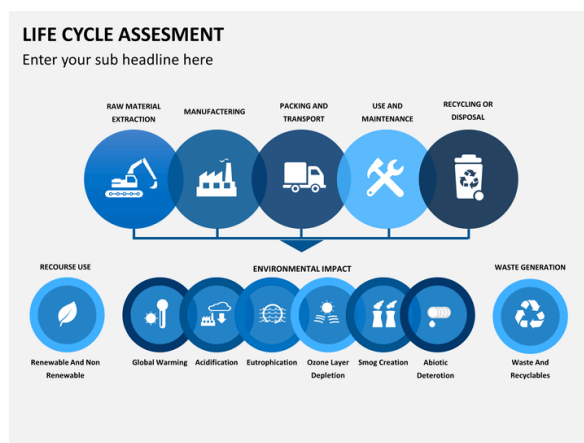 LIFE CYCLE ASSESMENT
Enter your sub headline here
RAW MATERIAL
EXTRACTION
MANUFACTERING
PACKING AND
TRANSPORT
USE AND
MAINTENANCE
RECYCLING OR
DISPOSAL
RECOURSE USE
ENVIRONMENTAL IMPACT
WASTE GENERATION
Renewable And Non
Renewable
Global Warming
Acidification
Eutrophication
Ozone Layer
Depletion
Smog Creation
Abiotic
Deterotion
Waste And
Recyclables